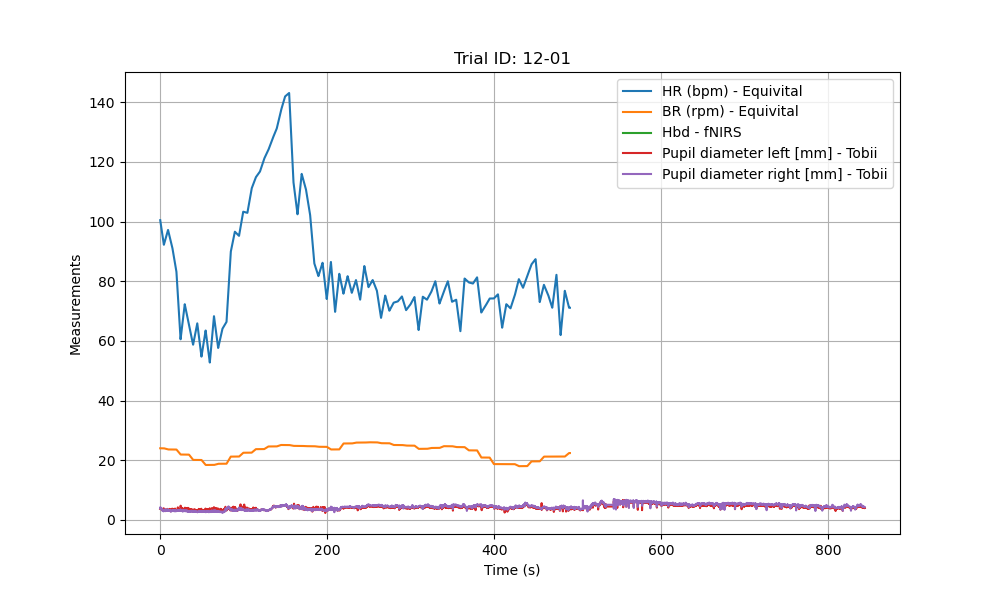 Trial ID: 12-01
HR (bpm) - Equivital
BR (rpm) - Equivital
Hbd - fNIRS
Pupil diameter left [mm] - Tobii
Pupil diameter right [mm] - Tobii
Measurements
140
120
100
80
60
40
20
0
0 200 400 600 800
Time (s)